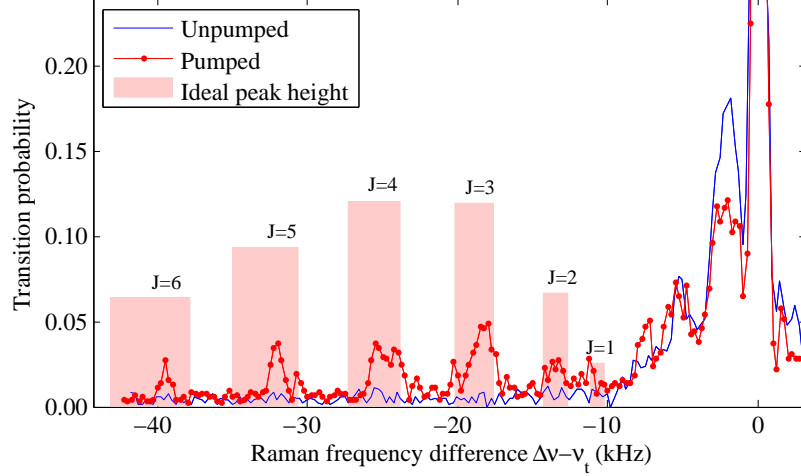 Unpumped
Pumped
Ideal peak height
0.20
0.15
0.10
0.05
0.00
Transition probability
J=6
J=5
J=4
J=3
J=2
J=1
−40
−30
−20
−10
0
Raman frequency difference Δν−νt (kHz)